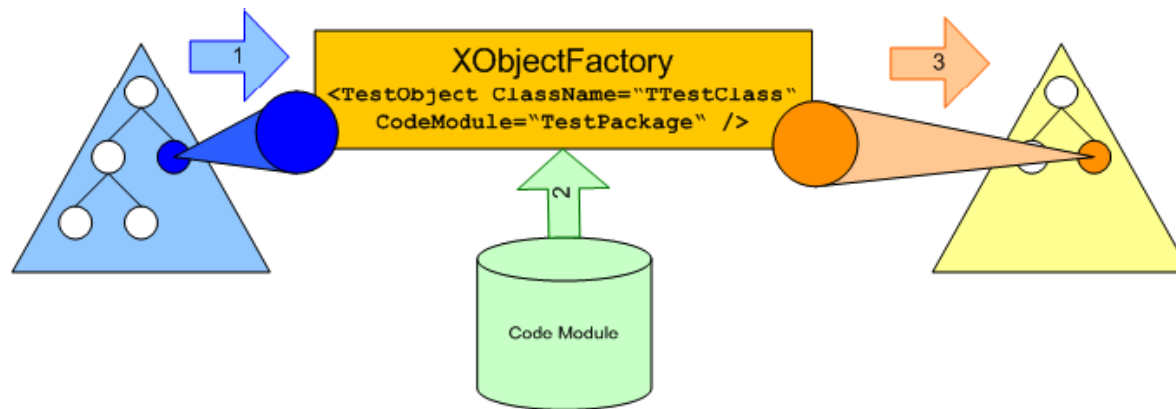 1
XObjectFactory
<TestObject ClassName=“TTestClass“
CodeModule=“TestPackage“ />
3
2
Code Module